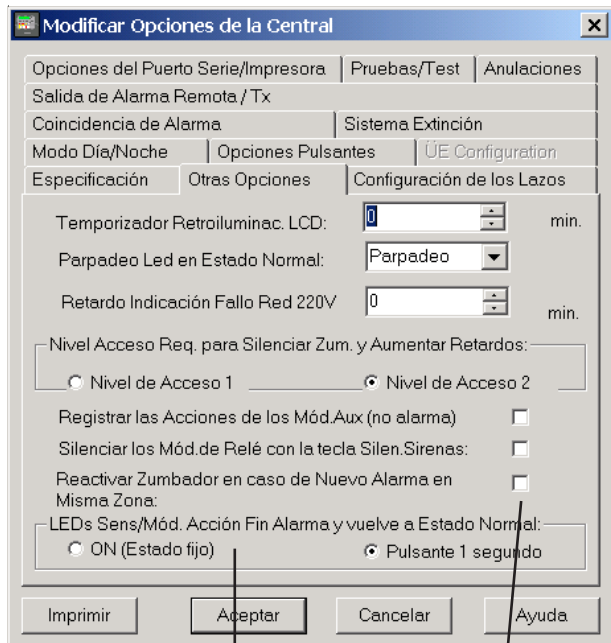 Modificar Opciones de la Central
Opciones del Puerto Serie/Impresora Pruebas/Test Anulaciones
Salida de Alarma Remota / Tx
Coincidencia de Alarma Sistema Extinción
Modo Día/Noche Opciones Pulsantes ÜE Configuration
Especificación Otras Opciones Configuración de los Lazos
Temporizador Retroiluminac. LCD: 0 min.
Parpadeo Led en Estado Normal: Parpadeo
Retardo Indicación Fallo Red 220V 0 min.
Nivel Acceso Req. para Silenciar Zum. y Aumentar Retardos:
Nivel de Acceso 1 Nivel de Acceso 2
Registrar las Acciones de los Mód.Aux (no alarma)
Silenciar los Mód.de Relé con la tecla Silen.Sirenas:
Reactivar Zumbador en caso de Nuevo Alarma en
Misma Zona:
LEDs Sens/Mód. Acción Fin Alarma y vuelve a Estado Normal:
ON (Estado fijo) Pulsante 1 segundo
Imprimir Aceptar Cancelar Ayuda